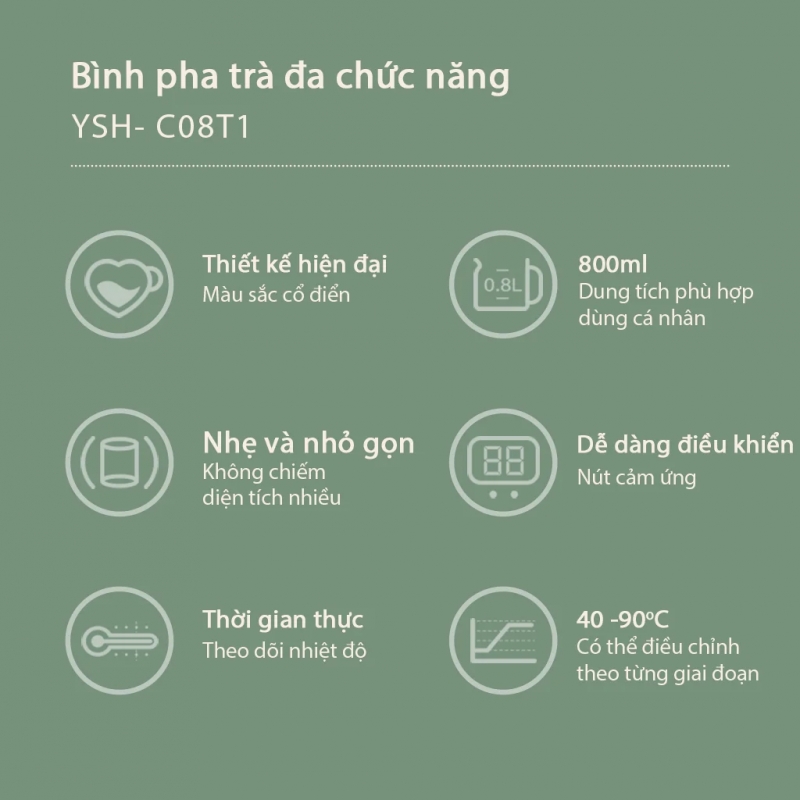 Bình pha trà đa chức năng
YSH- C08T1
Thiết kế hiện đại
Màu sắc cổ điển
0.8L
800ml
Dung tích phù hợp
dùng cá nhân
Nhẹ và nhỏ gọn
Không chiếm
diện tích nhiều
88
Dễ dàng điều khiển
Nút cảm ứng
Thời gian thực
Theo dõi nhiệt độ
40 -90ºC
Có thể điều chỉnh
theo từng giai đoạn